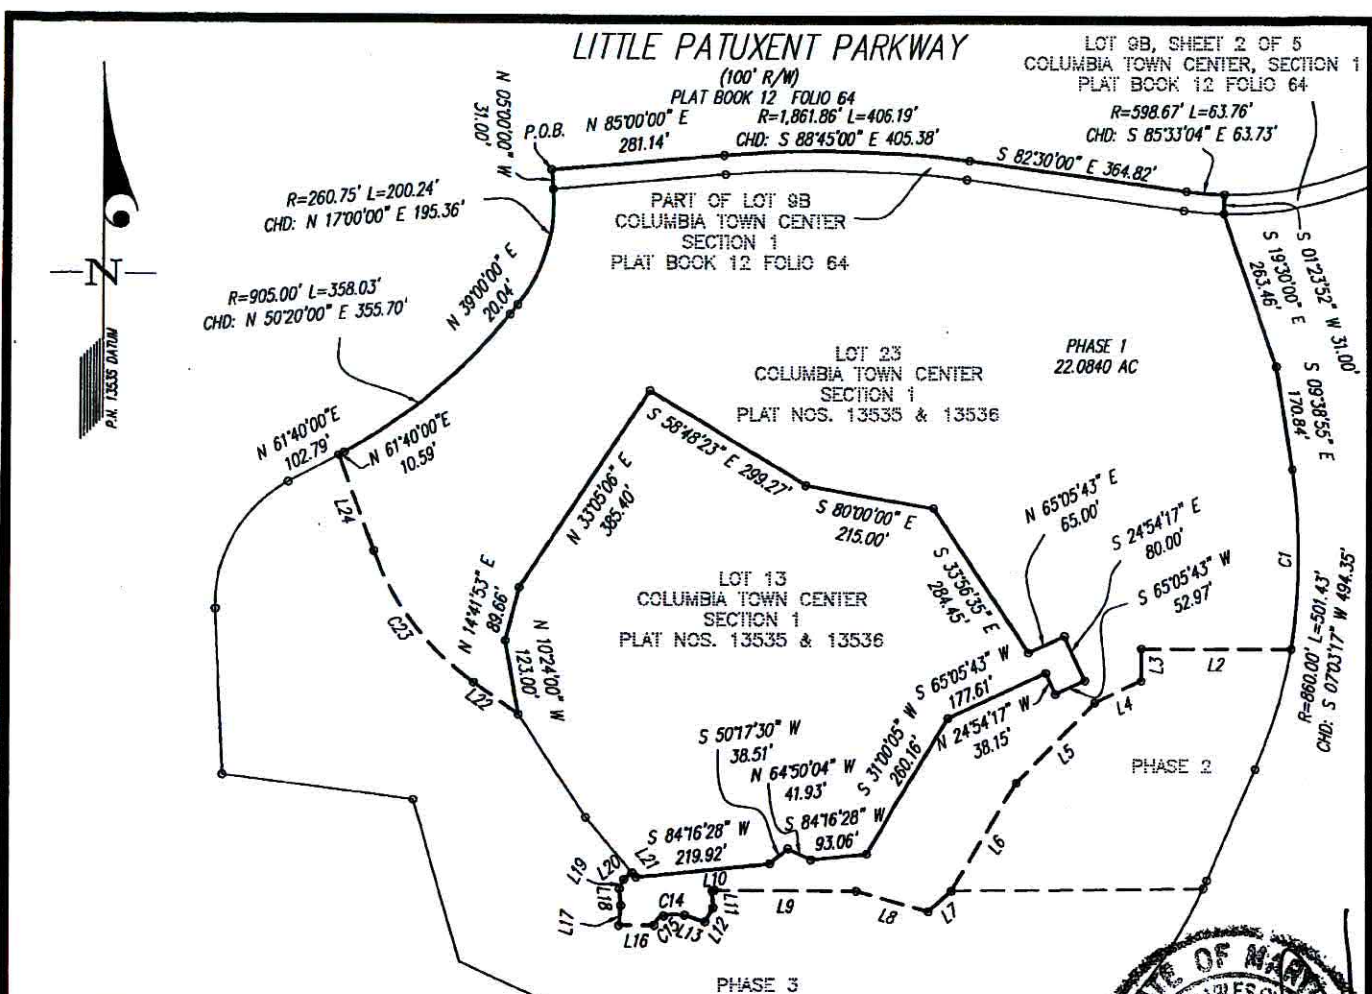 LITTLE PATUXENT PARKWAY
(100' R/W)
PLAT BOOK 12 FOLIO 64
LOT 9B, SHEET 2 OF 5
COLUMBIA TOWN CENTER, SECTION 1
PLAT BOOK 12 FOLIO 64
R=598.67' L=63.76'
CHD: S 85°33'04" E 63.73'
N 05°00'00" W
31.00'
P.O.B.
N 85°00'00" E
281.14'
R=1,861.86' L=406.19'
CHD: S 88°45'00" E 405.38'
S 82°30'00" E 364.82'
R=260.75' L=200.24'
CHD: N 17°00'00" E 195.36'
PART OF LOT 9B
COLUMBIA TOWN CENTER
SECTION 1
PLAT BOOK 12 FOLIO 64
S 01°23'52" W 31.00'
S 19°30'00" E
263.46'
N
P.N. 13535 DATUM
R=905.00' L=358.03'
CHD: N 50°20'00" E 355.70'
N 39°00'00" E
20.04'
LOT 23
COLUMBIA TOWN CENTER
SECTION 1
PLAT NOS. 13535 & 13536
PHASE 1
22.0840 AC
S 09°38'55" E
170.84'
N 61°40'00" E
102.79'
N 61°40'00" E
10.59'
S 58°48'23" E 299.27'
N 33°05'06" E
385.40'
S 80°00'00" E
215.00'
N 65°05'43" E
65.00'
S 24°54'17" E
80.00'
S 65°05'43" W
52.97'
L24
C23
L22
N 14°41'53" E
89.66'
N 10°24'00" W
123.00'
LOT 13
COLUMBIA TOWN CENTER
SECTION 1
PLAT NOS. 13535 & 13536
S 33°56'35" E
284.45'
C1
R=860.00' L=501.43'
CHD: S 07°03'17" W 494.35'
L2
L3
L4
L5
L6
S 65°05'43" W
177.61'
N 24°54'17" W
38.15'
S 31°00'05" W
260.16'
S 50°17'30" W
38.51'
N 64°50'04" W
41.93'
S 84°16'28" W
93.06'
S 84°16'28" W
219.92'
PHASE 2
L19
L20
L21
L18
L17
L16
C14
C15
L13
L12
L11
L10
L9
L8
L7
PHASE 3
OF